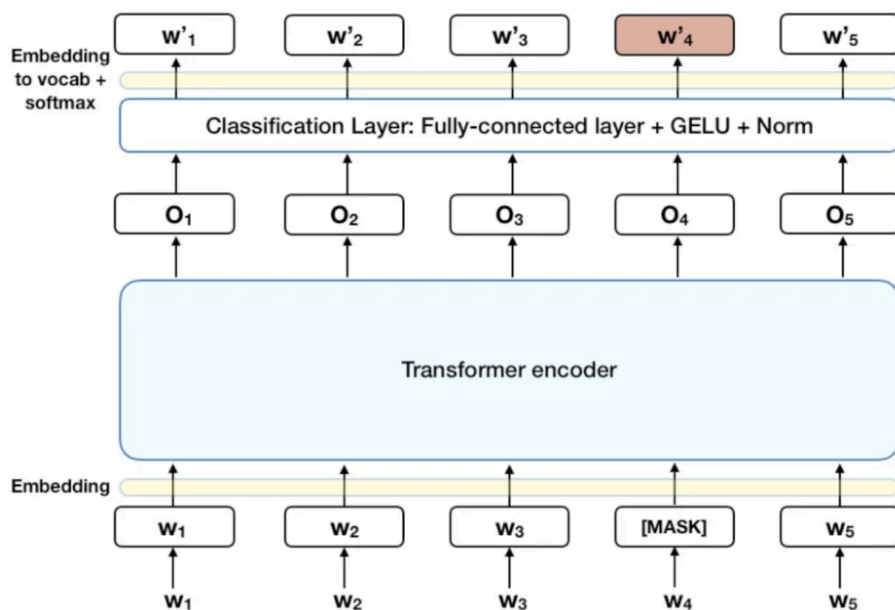 w'₁ w'₂ w'₃ w'₄ w'₅
Embedding
to vocab +
softmax
Classification Layer: Fully-connected layer + GELU + Norm
O₁ O₂ O₃ O₄ O₅
Transformer encoder
Embedding
w₁ w₂ w₃ [MASK] w₅
w₁ w₂ w₃ w₄ w₅